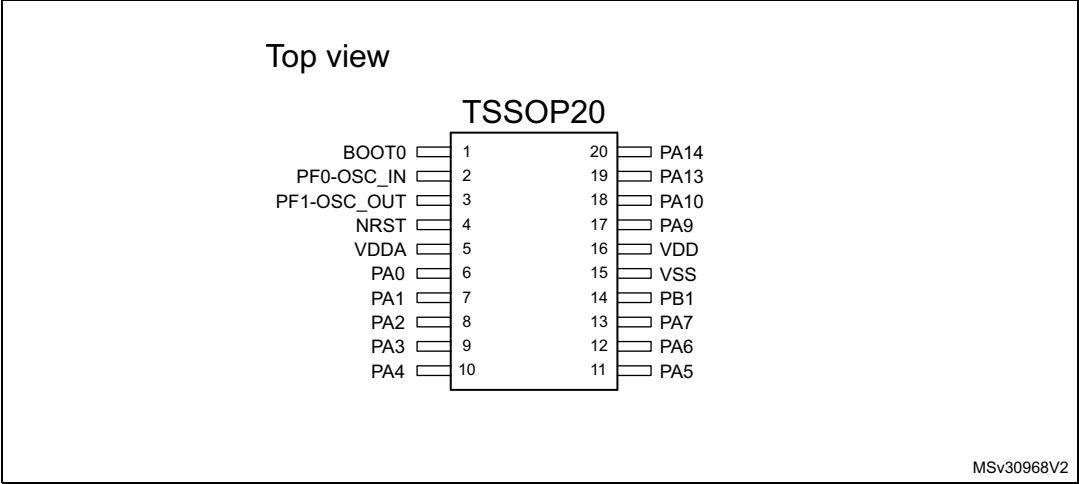 Top view
TSSOP20
BOOT0 1 20 PA14
PF0-OSC_IN 2 19 PA13
PF1-OSC_OUT 3 18 PA10
NRST 4 17 PA9
VDDA 5 16 VDD
PA0 6 15 VSS
PA1 7 14 PB1
PA2 8 13 PA7
PA3 9 12 PA6
PA4 10 11 PA5
MSv30968V2